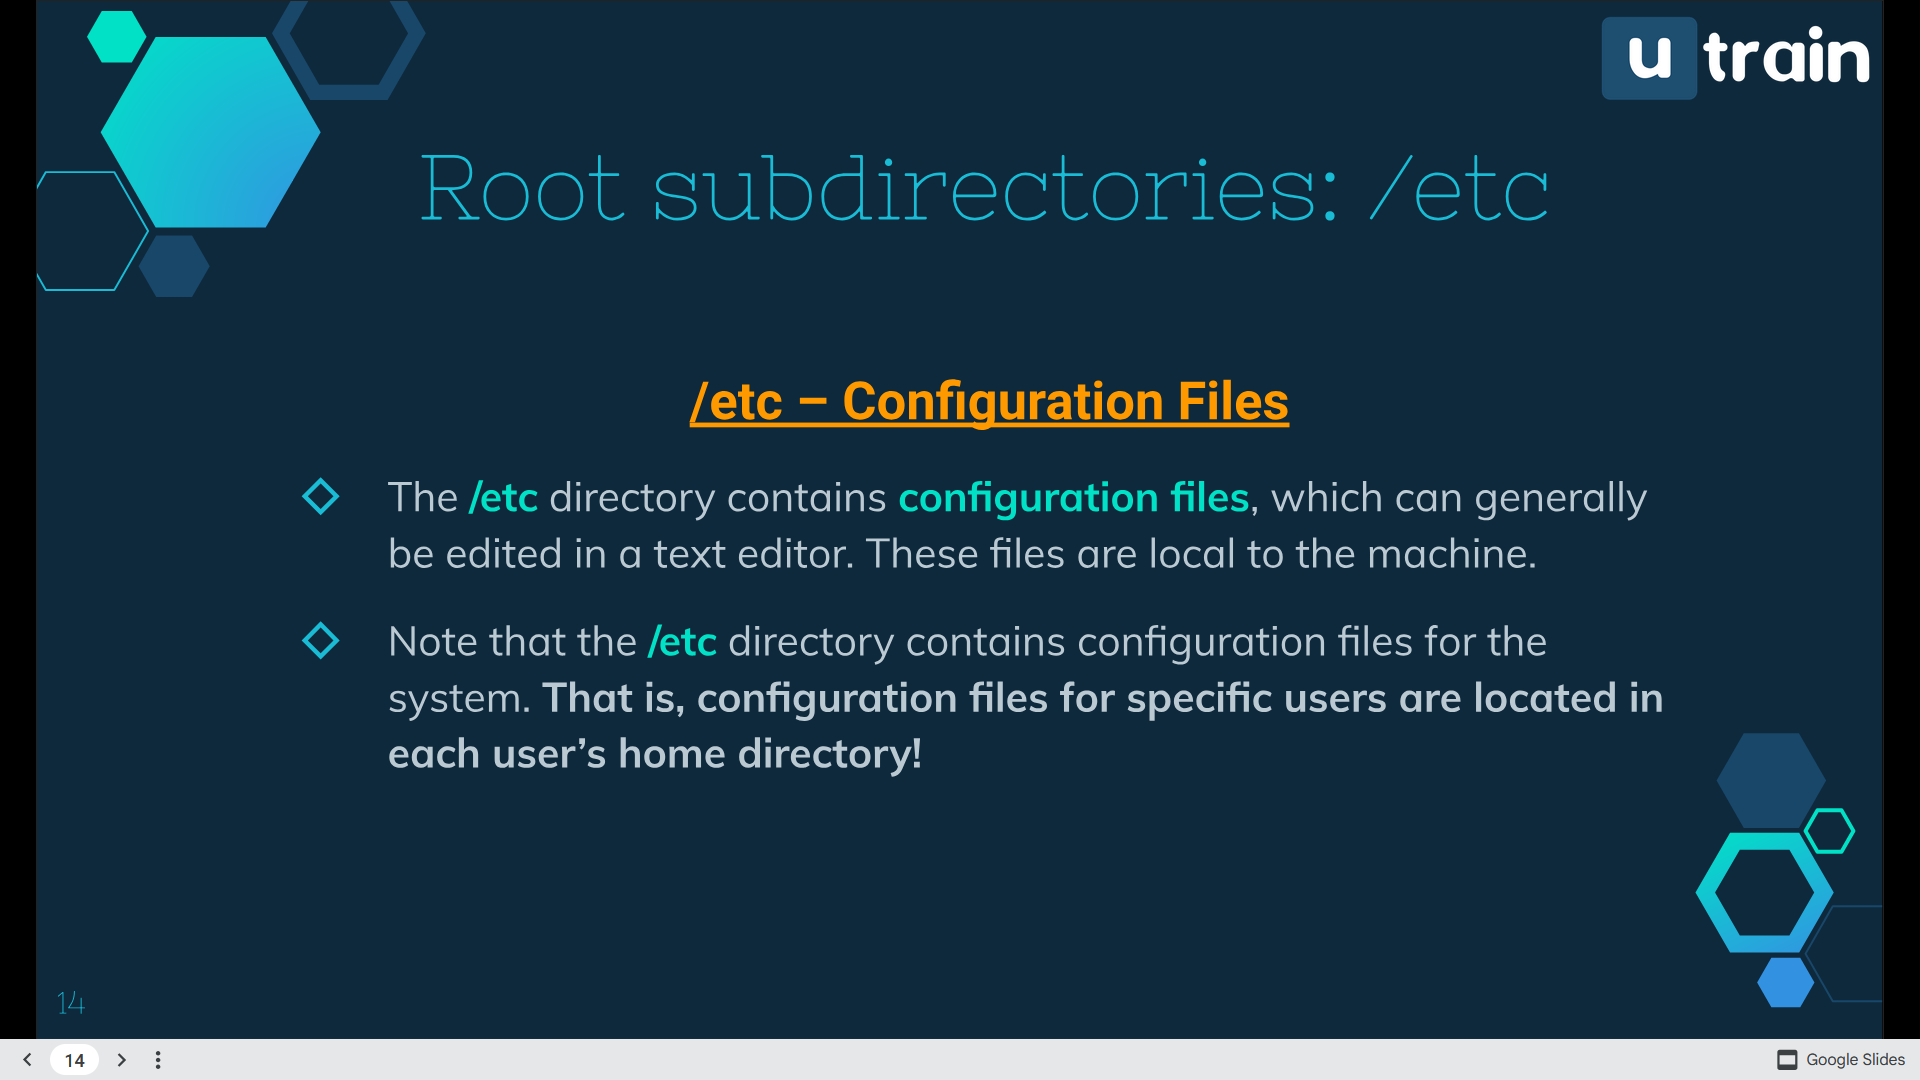 u train
Root subdirectories: /etc
/etc – Configuration Files
The /etc directory contains configuration files, which can generally
be edited in a text editor. These files are local to the machine.
Note that the /etc directory contains configuration files for the
system. That is, configuration files for specific users are located in
each user’s home directory!
14
14
Google Slides